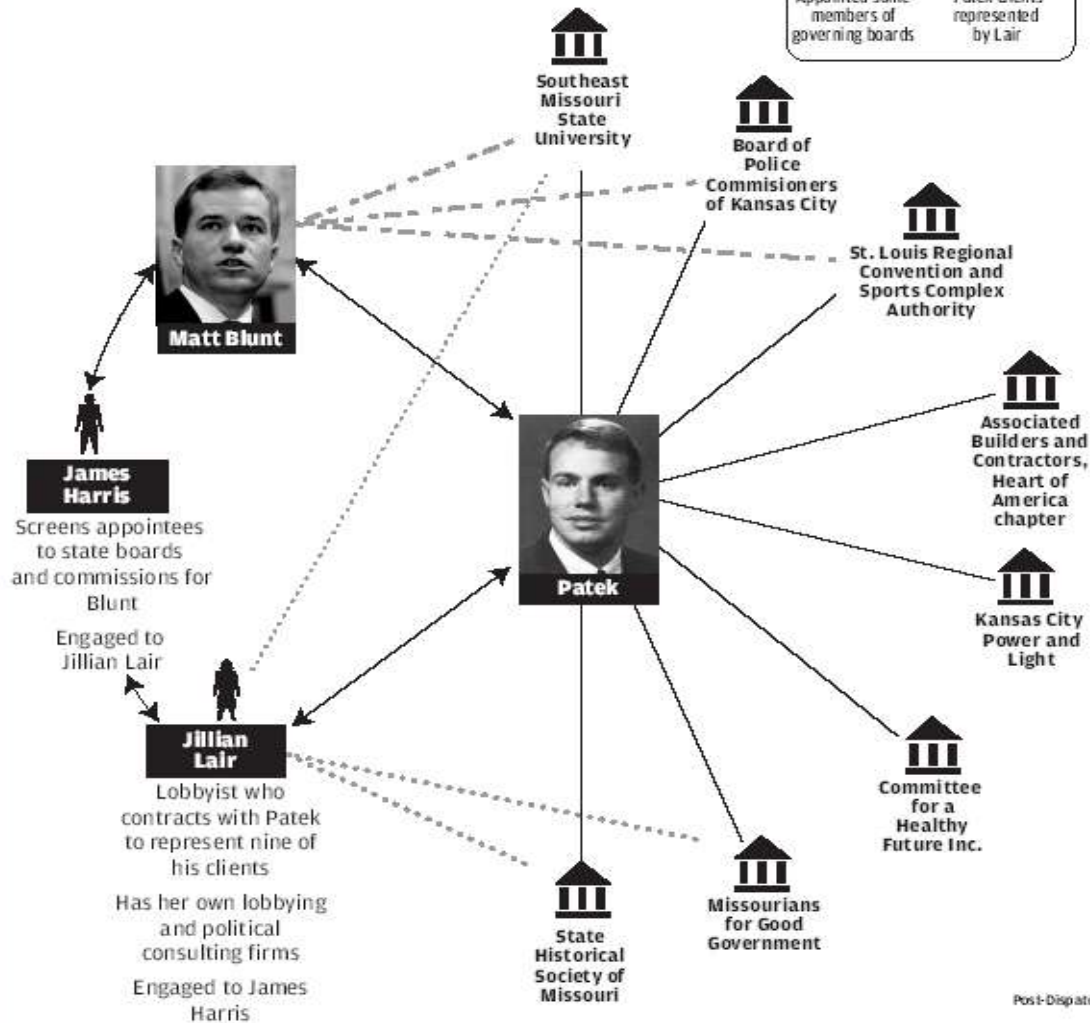 members of
governing boards
represented
by Lair
Southeast
Missouri
State
University
Board of
Police
Commisioners
of Kansas City
St. Louis Regional
Convention and
Sports Complex
Authority
Matt Blunt
James
Harris
Screens appointees
to state boards
and commissions for
Blunt
Engaged to
Jillian Lair
Patek
Associated
Builders and
Contractors,
Heart of
America
chapter
Kansas City
Power and
Light
Jillian
Lair
Lobbyist who
contracts with Patek
to represent nine of
his clients
Has her own lobbying
and political
consulting firms
Engaged to James
Harris
Committee
for a
Healthy
Future Inc.
Missourians
for Good
Government
State
Historical
Society of
Missouri